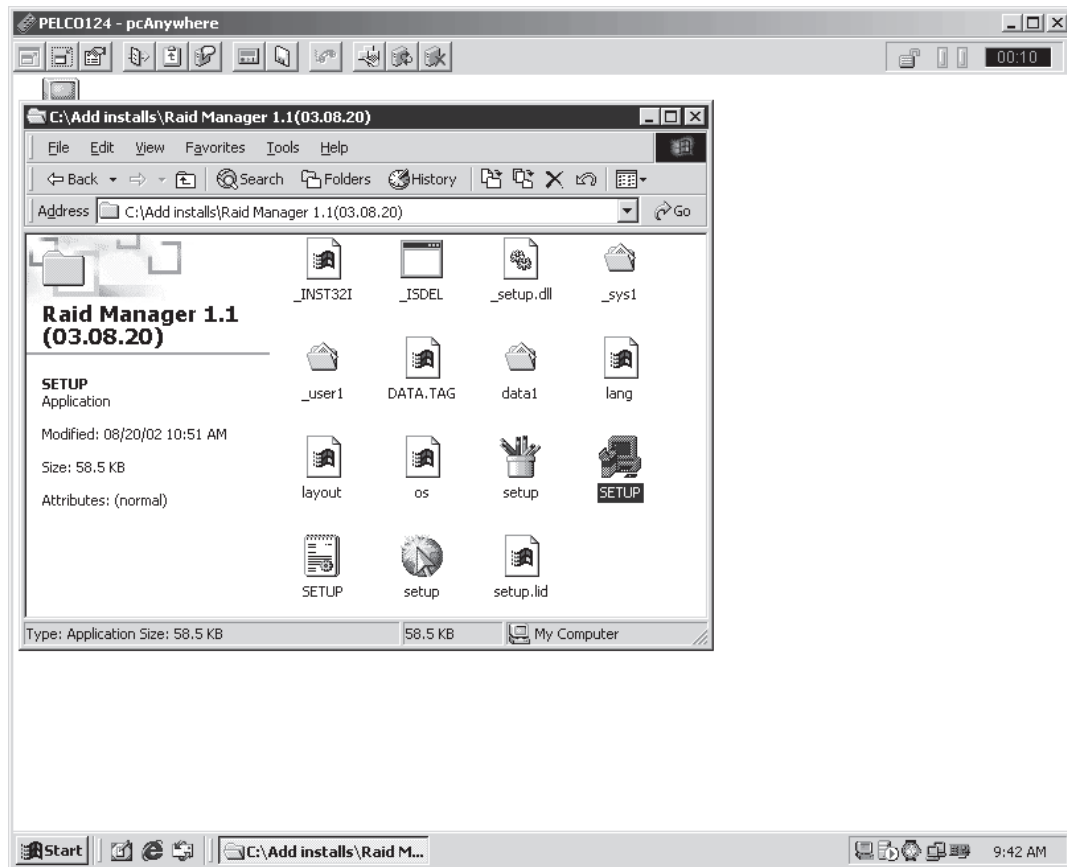 PELCO124 - pcAnywhere
00:10
C:\Add installs\Raid Manager 1.1(03.08.20)
File Edit View Favorites Tools Help
Back Search Folders History
Address C:\Add installs\Raid Manager 1.1(03.08.20) Go
Raid Manager 1.1
(03.08.20)
SETUP
Application
Modified: 08/20/02 10:51 AM
Size: 58.5 KB
Attributes: (normal)
_INST32I _ISDEL _setup.dll _sys1
_user1 DATA.TAG data1 lang
layout os setup SETUP
SETUP setup setup.lid
Type: Application Size: 58.5 KB 58.5 KB My Computer
Start C:\Add installs\Raid M... 9:42 AM